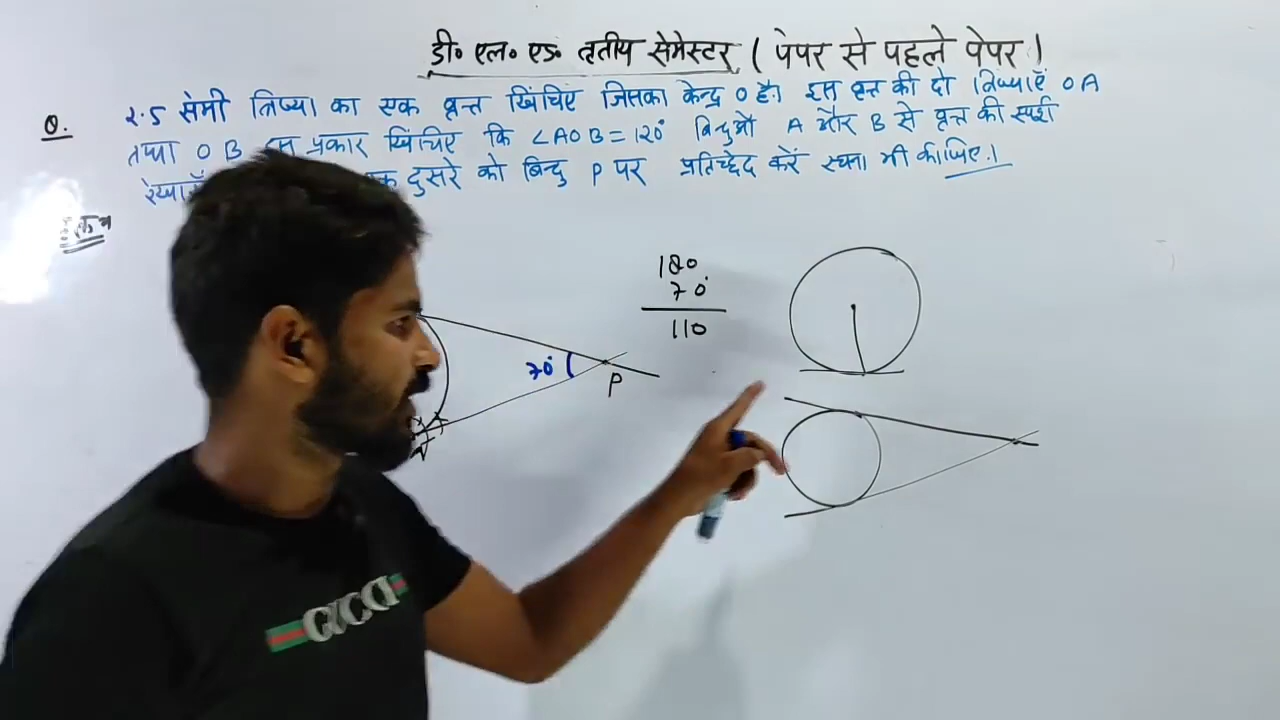 डी० एल० एड० तृतीय सेमेस्टर ( पेपर से पहले पेपर )
Q. 2.5 सेमी त्रिज्या का एक वृत्त खिंचिए जिसका केन्द्र O है। इस वृत्त की दो त्रिज्याएँ OA
तथा OB इस प्रकार खिंचिए कि ∠AOB = 120° बिन्दुओ A और B से वृत्त की स्पर्श
रेखाएँ दुसरे को बिन्दु P पर प्रतिच्छेद करें रचना भी कीजिए।
180
70°
110
70°
P
GUCCI